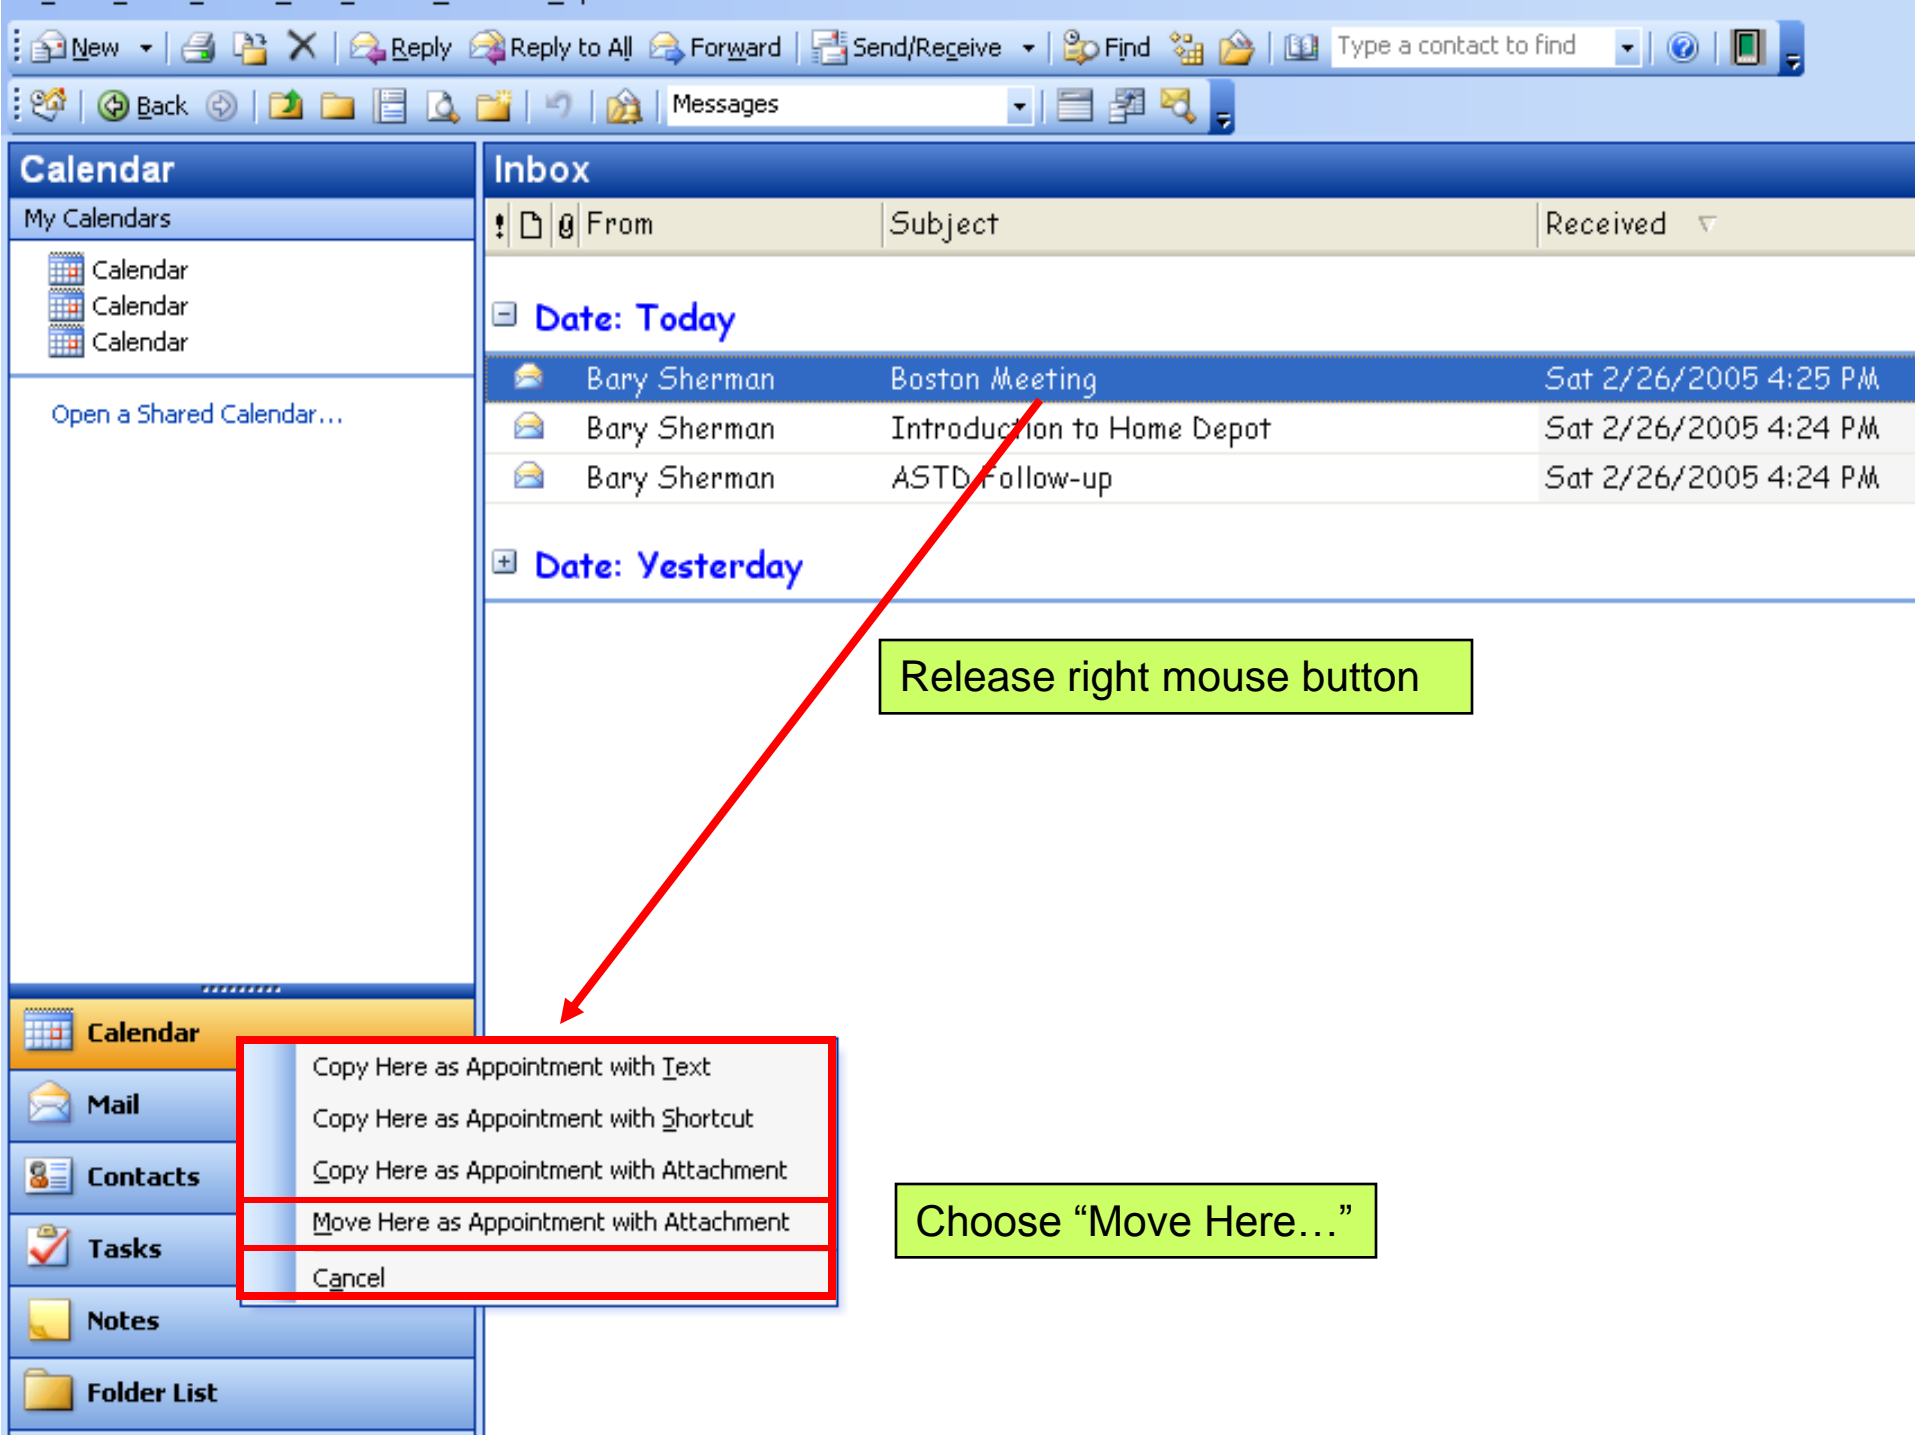 New Reply Reply to All Forward Send/Receive Find Type a contact to find
Back Messages
Calendar
My Calendars
Calendar
Calendar
Calendar
Open a Shared Calendar...
Inbox
From Subject Received
Date: Today
Bary Sherman Boston Meeting Sat 2/26/2005 4:25 PM
Bary Sherman Introduction to Home Depot Sat 2/26/2005 4:24 PM
Bary Sherman ASTD Follow-up Sat 2/26/2005 4:24 PM
Date: Yesterday
Release right mouse button
Calendar
Mail
Contacts
Tasks
Notes
Folder List
Copy Here as Appointment with Text
Copy Here as Appointment with Shortcut
Copy Here as Appointment with Attachment
Move Here as Appointment with Attachment
Cancel
Choose “Move Here…”